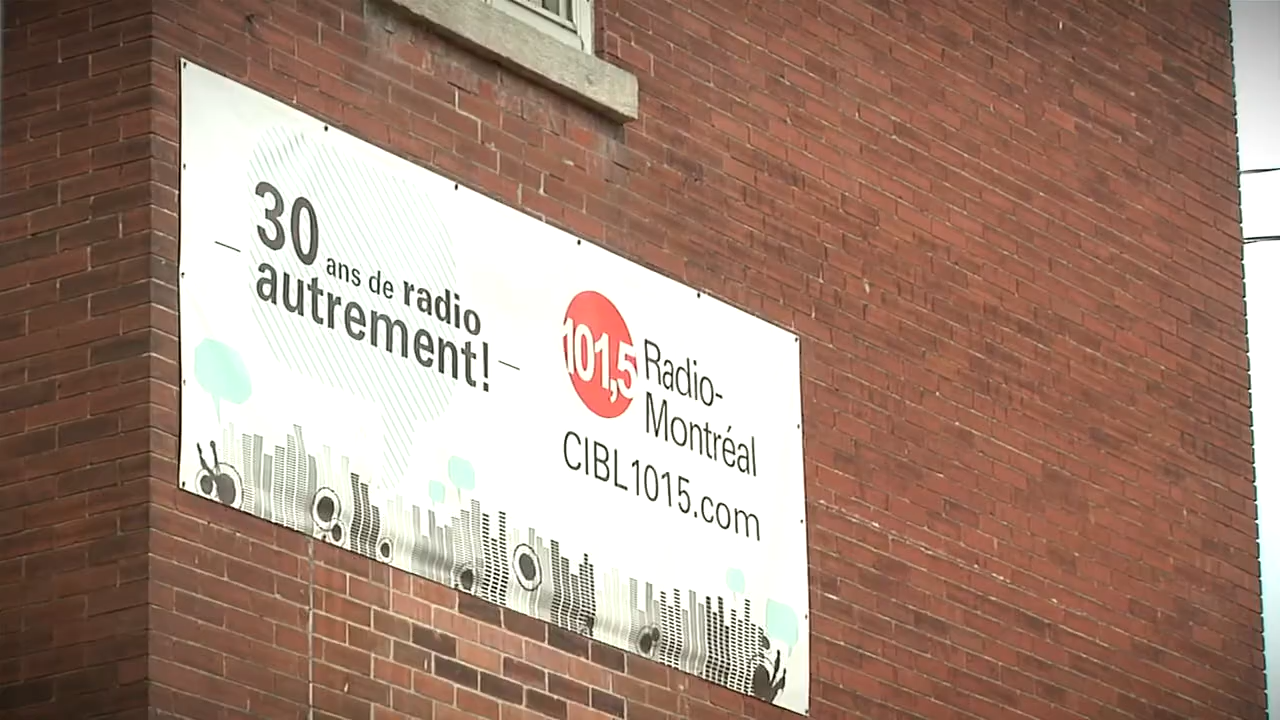 30 ans de radio
autrement!
101,5
Radio-
Montréal
CIBL1015.com